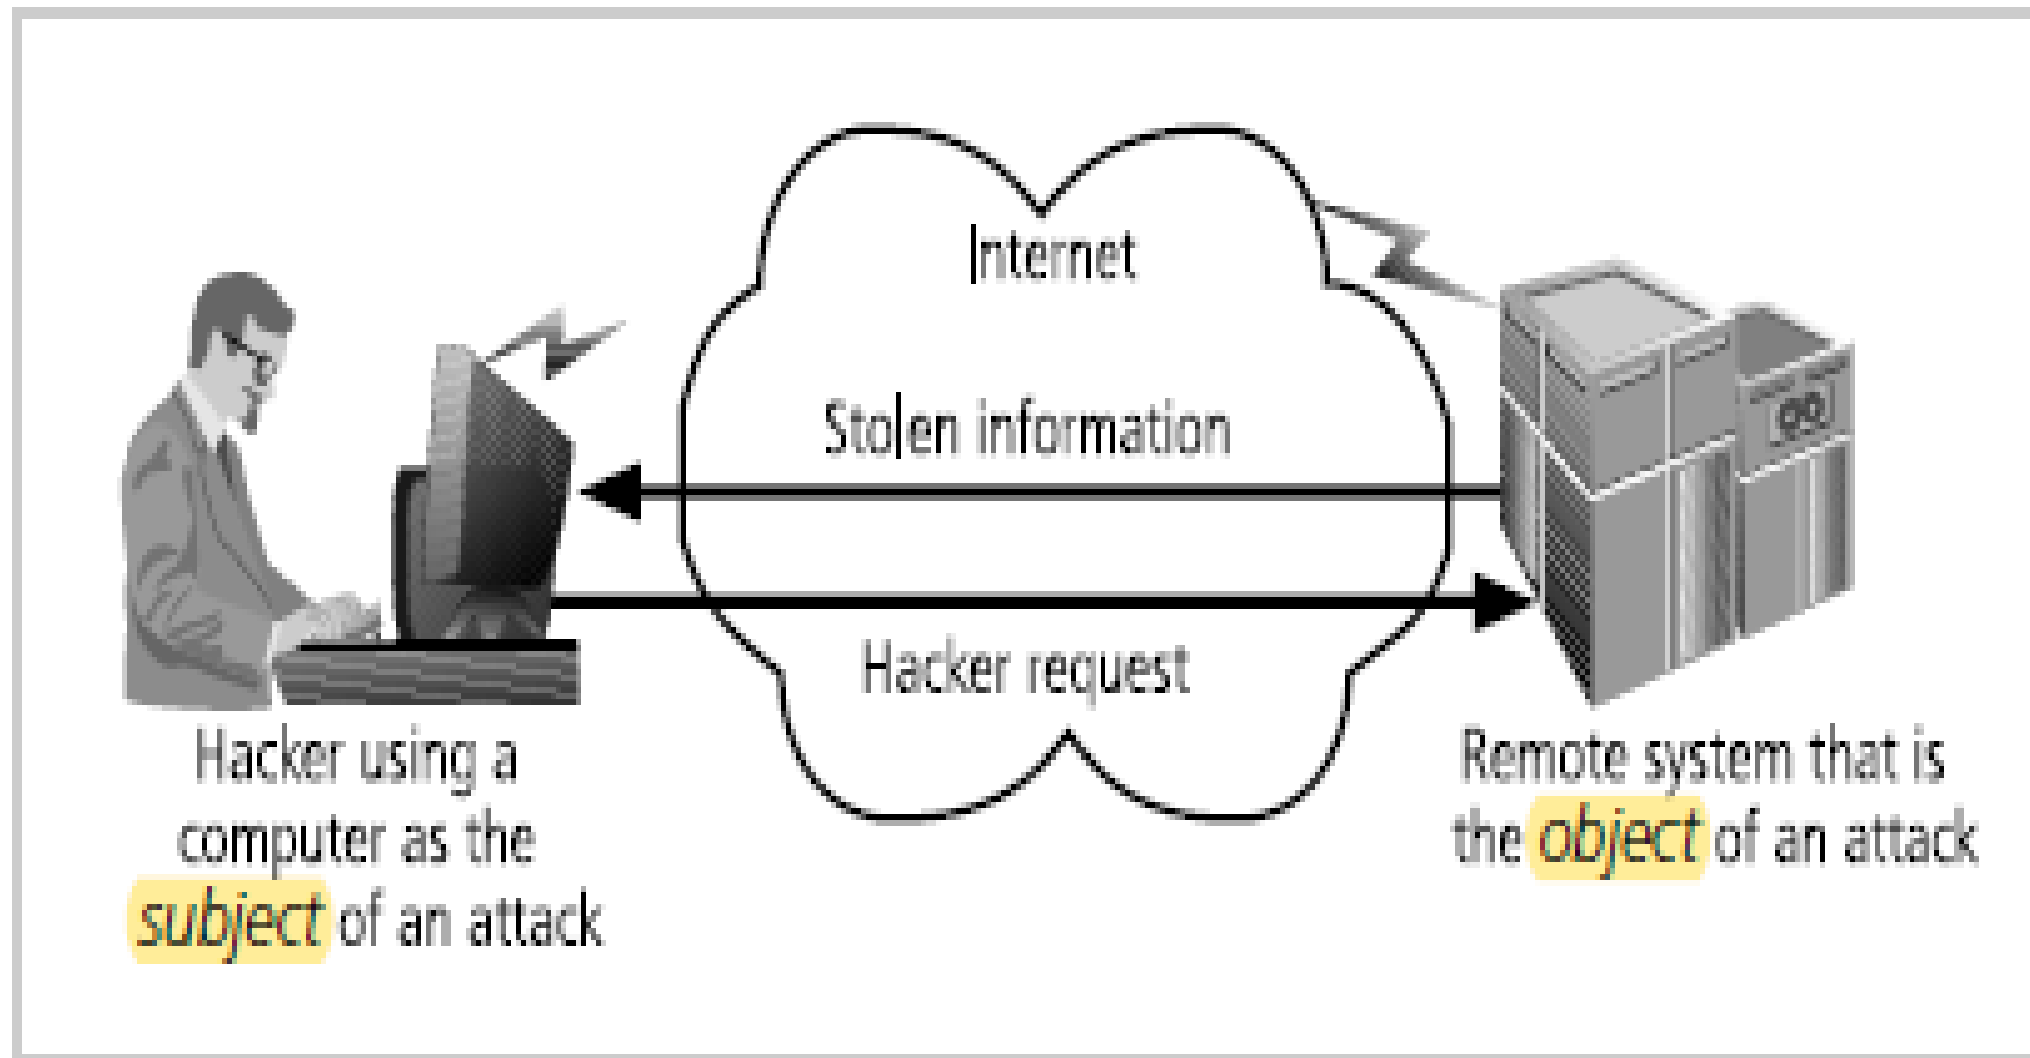 Internet
Stolen information
Hacker request
Hacker using a
computer as the
subject of an attack
Remote system that is
the object of an attack